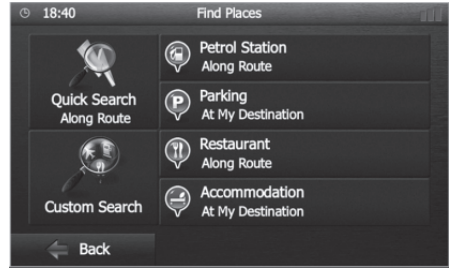 18:40 Find Places
Quick Search
Along Route
Custom Search
Petrol Station
Along Route
P Parking
At My Destination
Restaurant
Along Route
Accommodation
At My Destination
Back